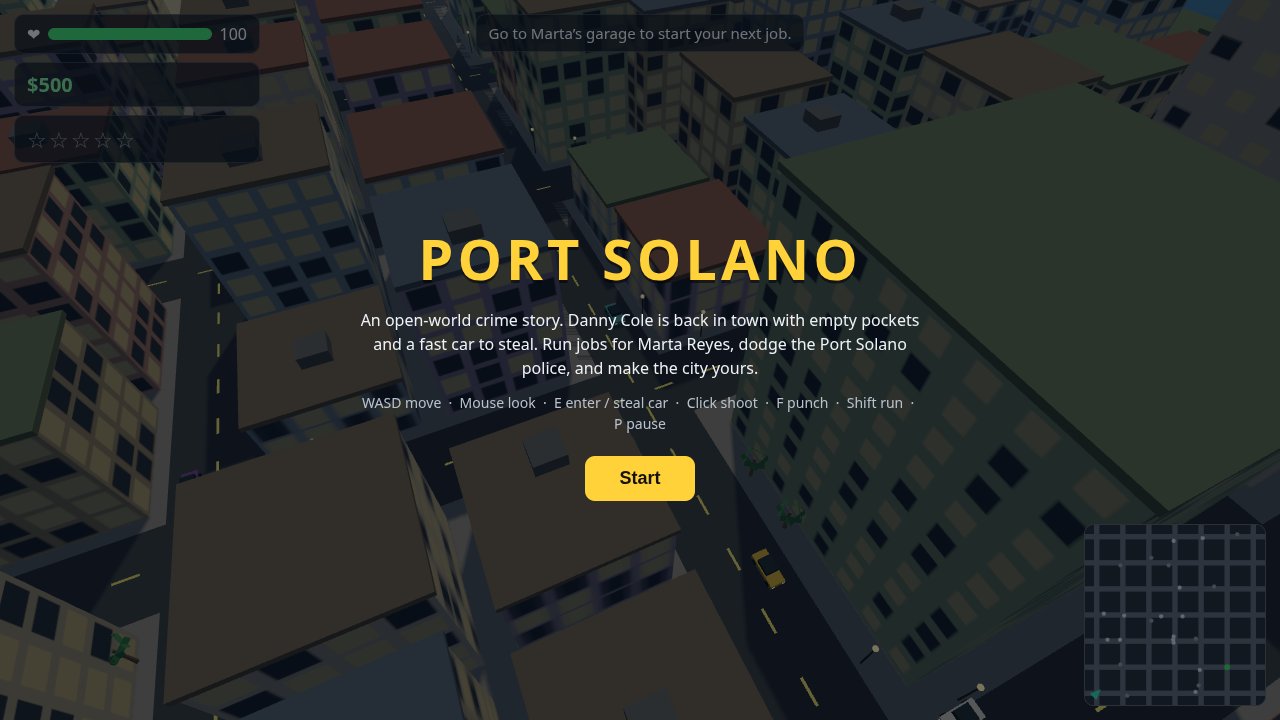 ❤ 100
Go to Marta's garage to start your next job.
$500
☆☆☆☆☆
PORT SOLANO
An open-world crime story. Danny Cole is back in town with empty pockets
and a fast car to steal. Run jobs for Marta Reyes, dodge the Port Solano
police, and make the city yours.
WASD move · Mouse look · E enter / steal car · Click shoot · F punch · Shift run ·
P pause
Start